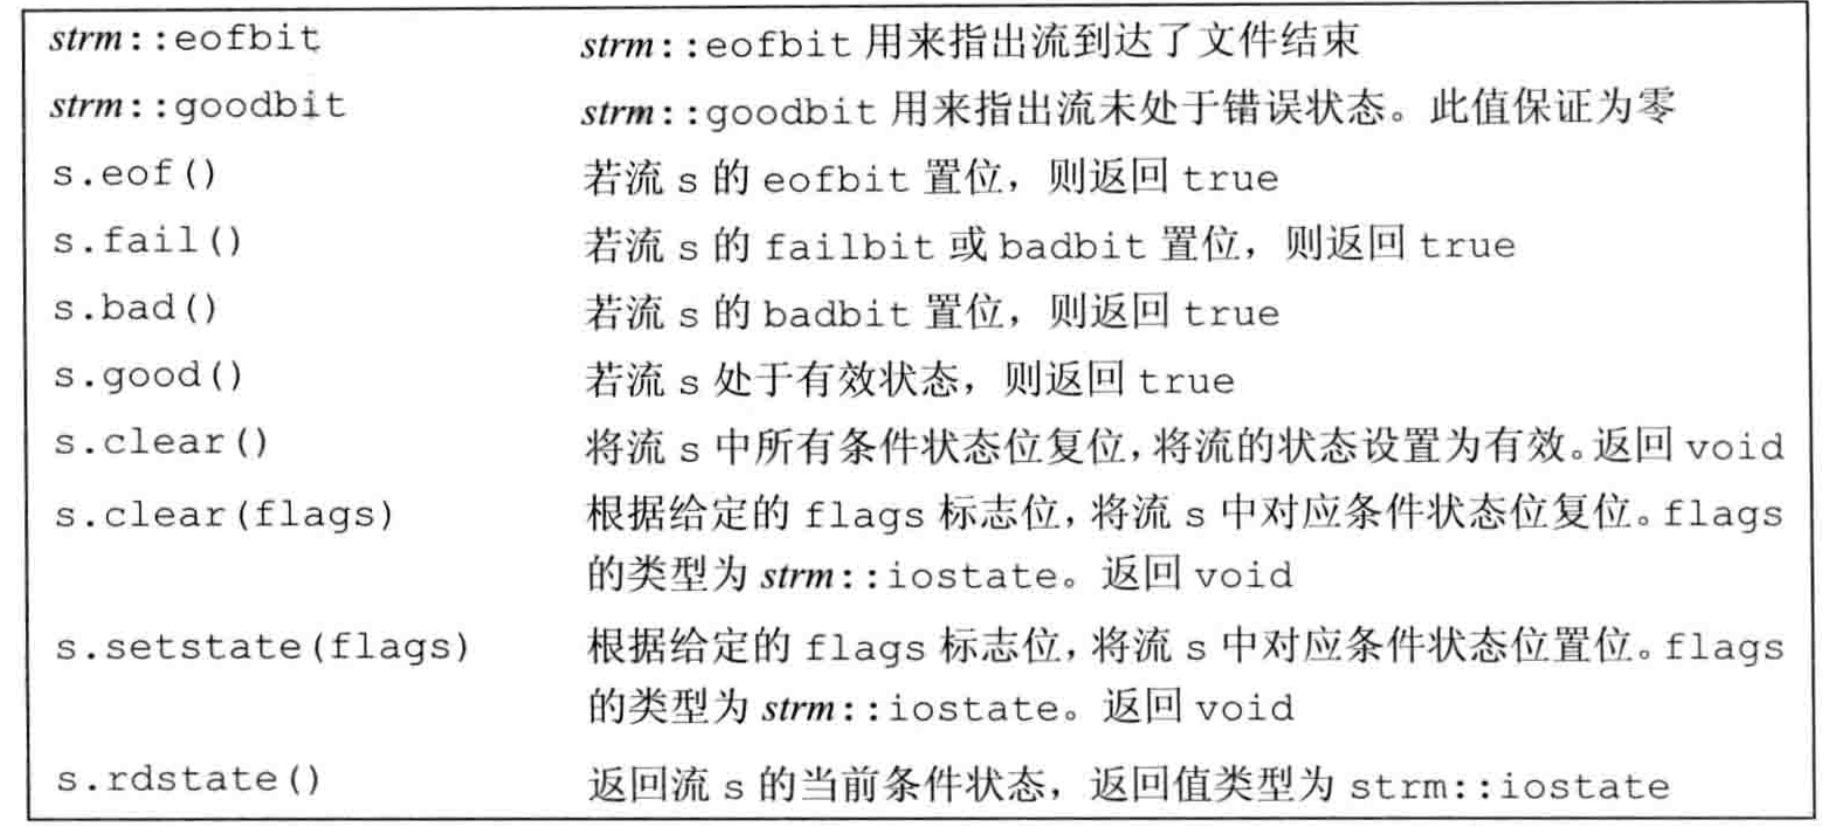 strm::eofbit strm::eofbit 用来指出流到达了文件结束
strm::goodbit strm::goodbit 用来指出流未处于错误状态。此值保证为零
s.eof() 若流 s 的 eofbit 置位，则返回 true
s.fail() 若流 s 的 failbit 或 badbit 置位，则返回 true
s.bad() 若流 s 的 badbit 置位，则返回 true
s.good() 若流 s 处于有效状态，则返回 true
s.clear() 将流 s 中所有条件状态位复位，将流的状态设置为有效。返回 void
s.clear(flags) 根据给定的 flags 标志位，将流 s 中对应条件状态位复位。flags
的类型为 strm::iostate。返回 void
s.setstate(flags) 根据给定的 flags 标志位，将流 s 中对应条件状态位置位。flags
的类型为 strm::iostate。返回 void
s.rdstate() 返回流 s 的当前条件状态，返回值类型为 strm::iostate